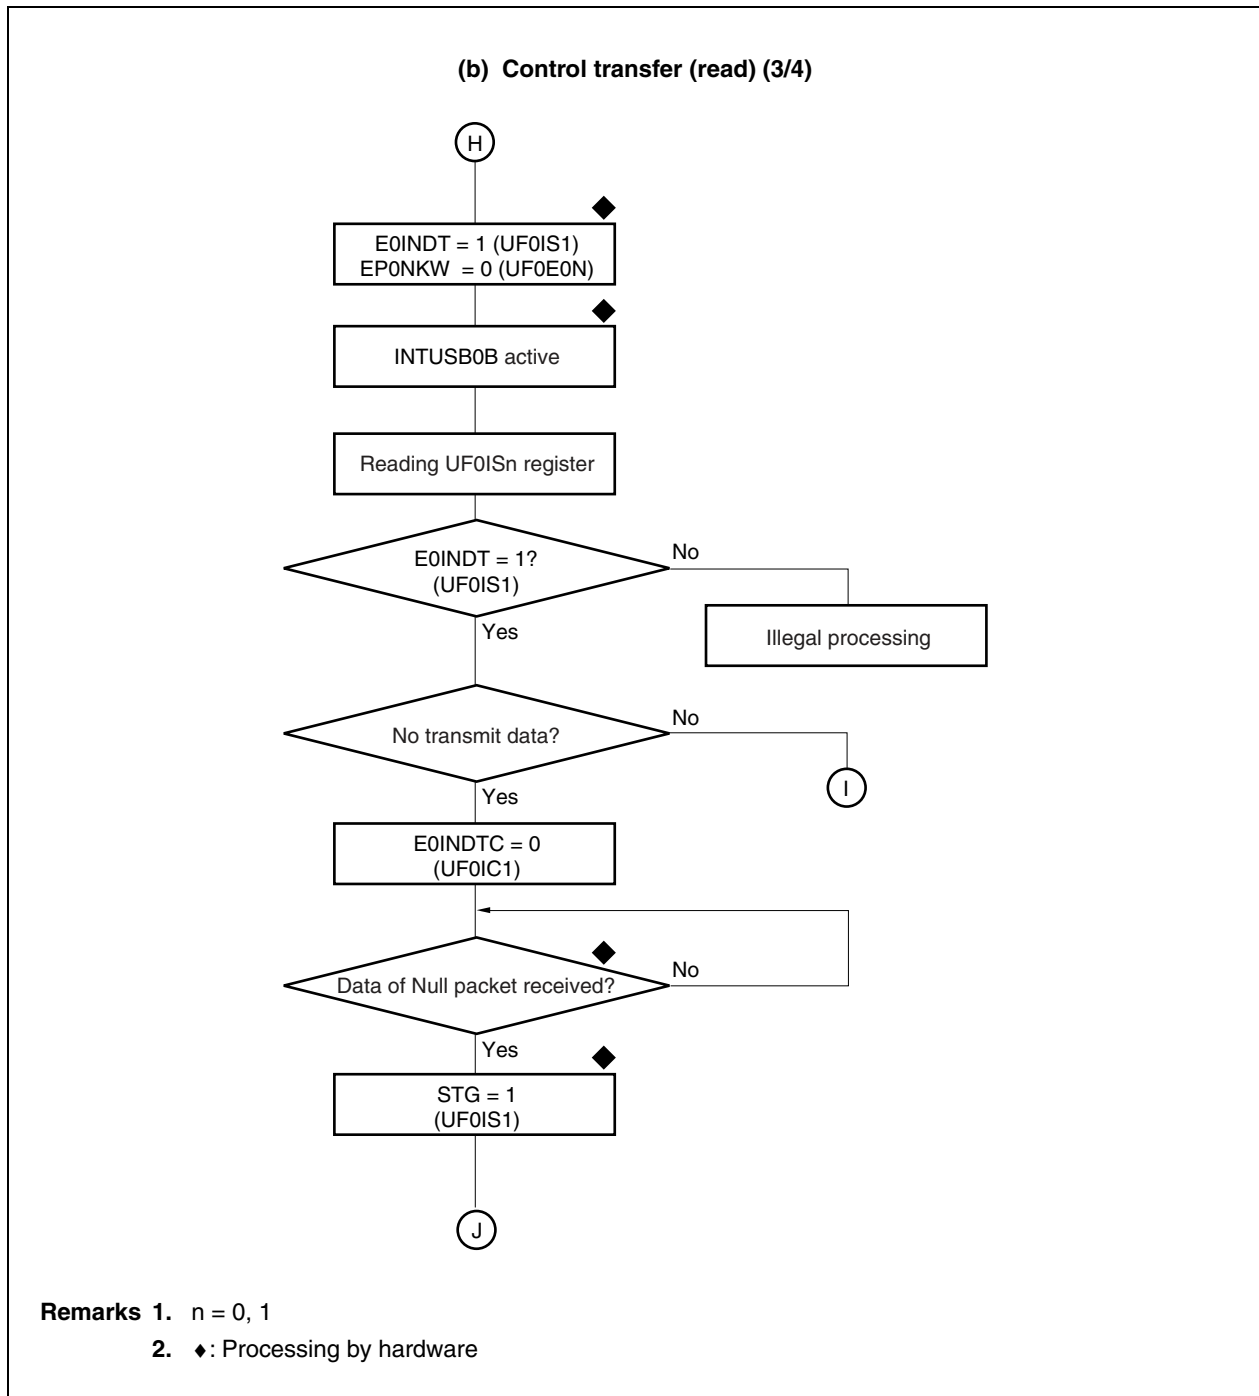 (b) Control transfer (read) (3/4)
H
E0INDT = 1 (UF0IS1)
EP0NKW = 0 (UF0E0N)
INTUSB0B active
Reading UF0ISn register
E0INDT = 1?
(UF0IS1)
No
Yes
Illegal processing
No transmit data?
No
Yes
I
E0INDTC = 0
(UF0IC1)
Data of Null packet received?
No
Yes
STG = 1
(UF0IS1)
J
Remarks 1. n = 0, 1
2. ♦: Processing by hardware